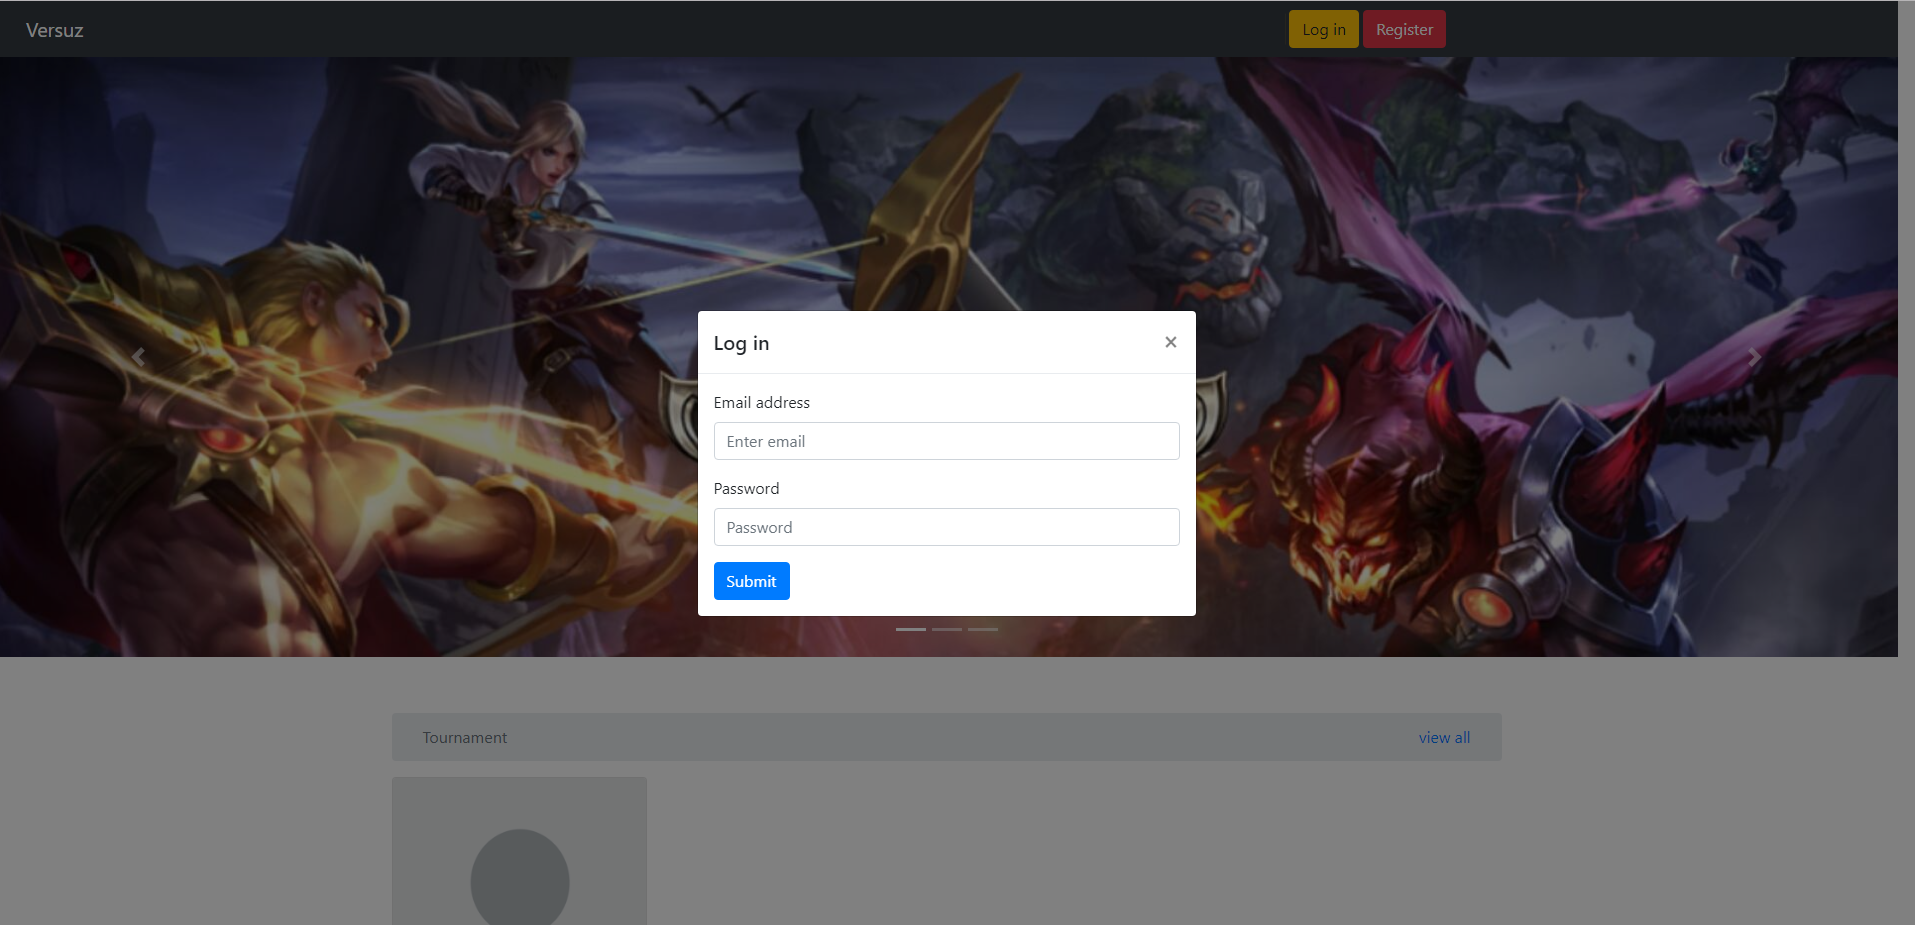 Versuz
Log in Register
Log in ×
Email address
Enter email
Password
Password
Submit
Tournament view all